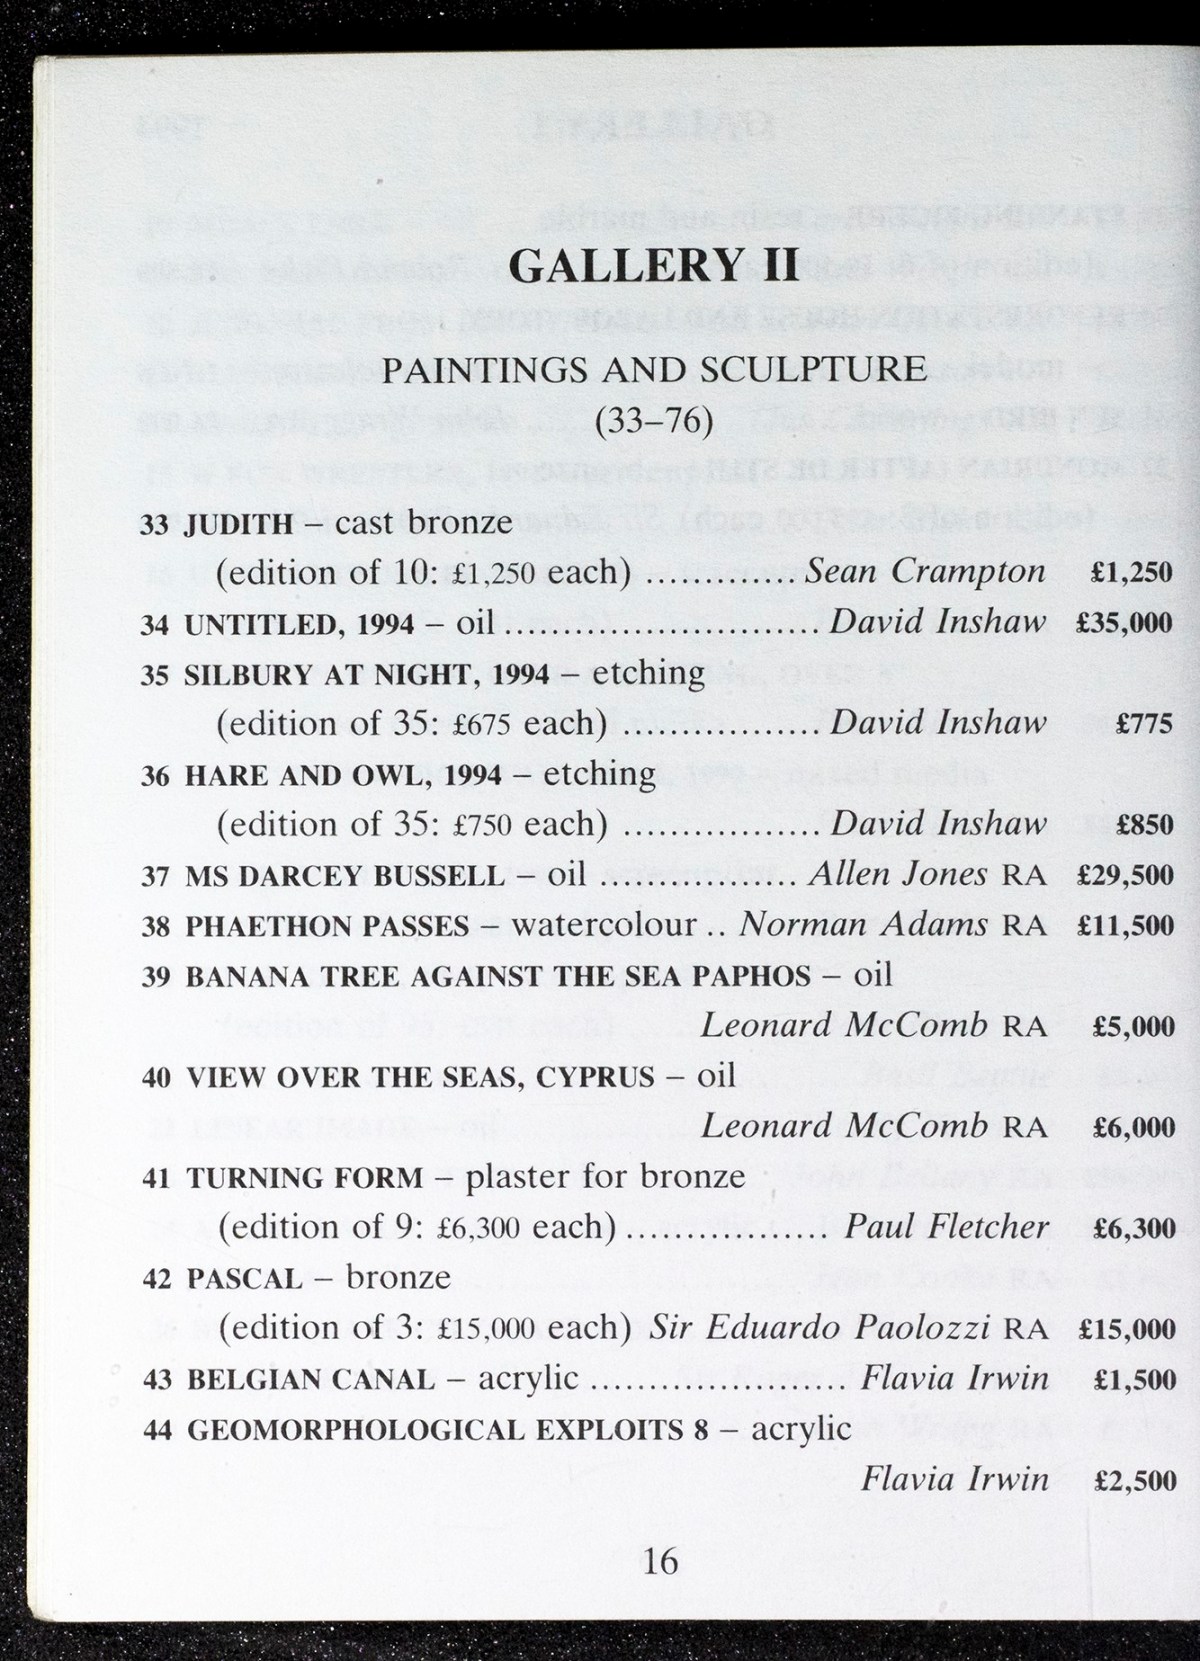 GALLERY II
PAINTINGS AND SCULPTURE
(33–76)
33 JUDITH – cast bronze
(edition of 10: £1,250 each) ............. Sean Crampton £1,250
34 UNTITLED, 1994 – oil ........................... David Inshaw £35,000
35 SILBURY AT NIGHT, 1994 – etching
(edition of 35: £675 each) ................. David Inshaw £775
36 HARE AND OWL, 1994 – etching
(edition of 35: £750 each) ................. David Inshaw £850
37 MS DARCEY BUSSELL – oil ................. Allen Jones RA £29,500
38 PHAETHON PASSES – watercolour .. Norman Adams RA £11,500
39 BANANA TREE AGAINST THE SEA PAPHOS – oil
Leonard McComb RA £5,000
40 VIEW OVER THE SEAS, CYPRUS – oil
Leonard McComb RA £6,000
41 TURNING FORM – plaster for bronze
(edition of 9: £6,300 each) ................. Paul Fletcher £6,300
42 PASCAL – bronze
(edition of 3: £15,000 each) Sir Eduardo Paolozzi RA £15,000
43 BELGIAN CANAL – acrylic ...................... Flavia Irwin £1,500
44 GEOMORPHOLOGICAL EXPLOITS 8 – acrylic
Flavia Irwin £2,500
16